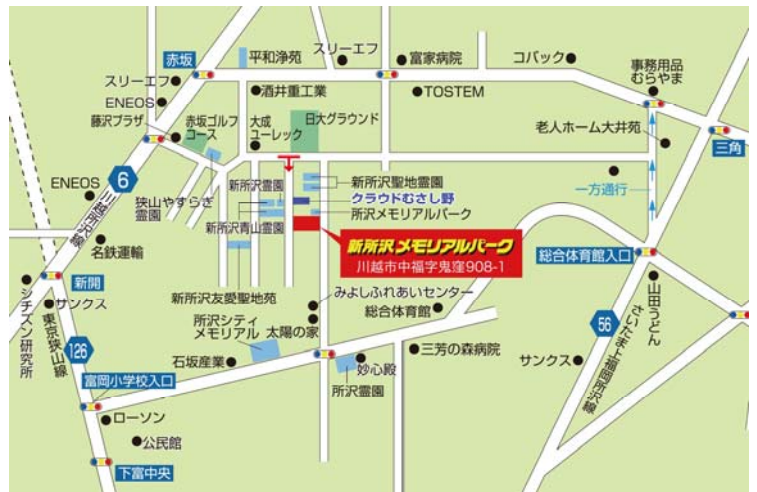 赤坂
平和浄苑
スリーエフ
富家病院
コバック
事務用品
むらやま
スリーエフ
ENEOS
酒井重工業
TOSTEM
藤沢プラザ
赤坂ゴルフ
コース
大成
ユーレック
日大グラウンド
老人ホーム大井苑
三角
6
川越所沢線
ENEOS
狭山やすらぎ
霊園
新所沢霊園
新所沢聖地霊園
クラウドむさし野
所沢メモリアルパーク
一方通行
新所沢青山霊園
新所沢 メモリアルパーク
川越市中福字鬼窪908-1
名鉄運輸
総合体育館入口
新開
新所沢友愛聖地苑
みよしふれあいセンター
シチズン研究所
サンクス
東京狭山線
所沢シティ
メモリアル
太陽の家
総合体育館
山田うどん
56
さいたま上福岡所沢線
126
石坂産業
三芳の森病院
サンクス
富岡小学校入口
妙心殿
所沢霊園
ローソン
公民館
下富中央